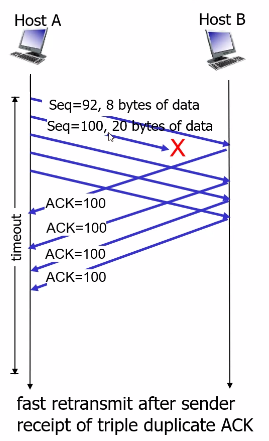 Host A
Host B
Seq=92, 8 bytes of data
Seq=100, 20 bytes of data
X
ACK=100
ACK=100
ACK=100
ACK=100
timeout
fast retransmit after sender
receipt of triple duplicate ACK